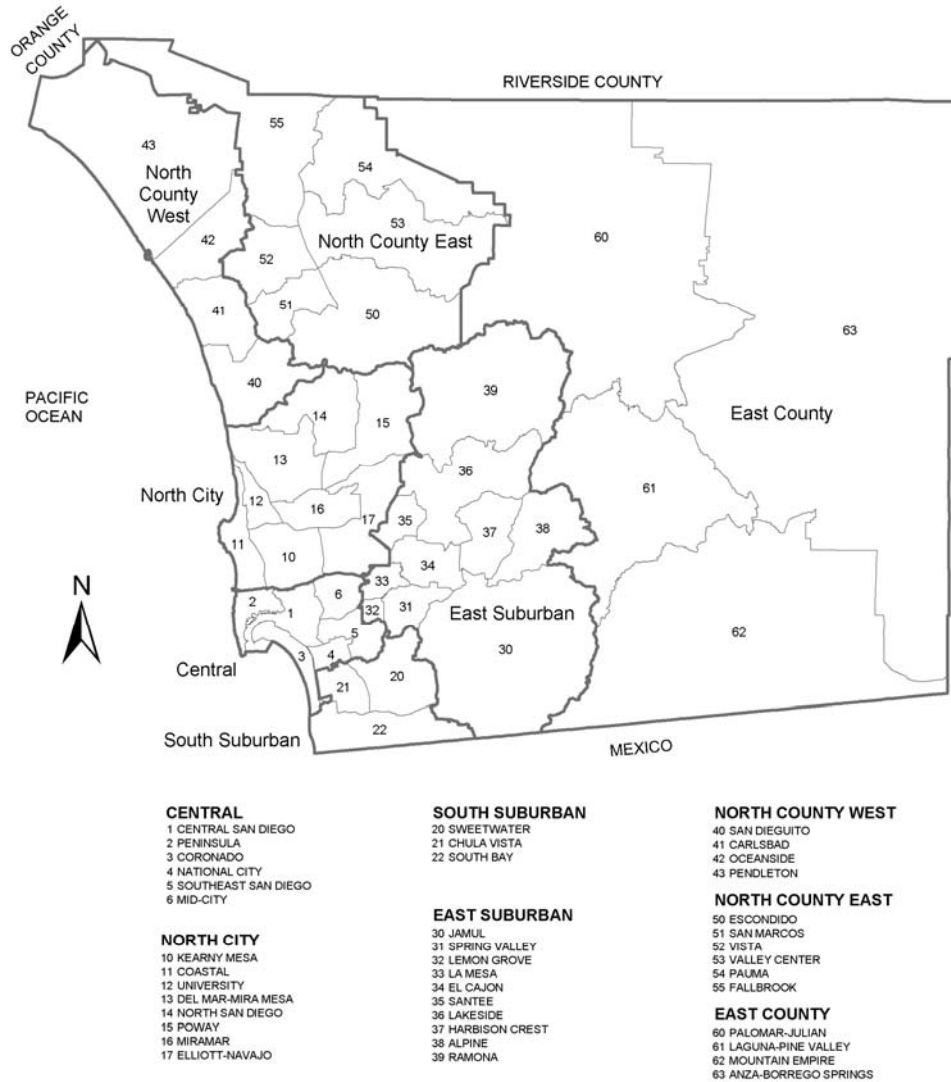 ORANGE
COUNTY
RIVERSIDE COUNTY
55
43
54
North
County
West
53
60
42
North County East
52
51
50
41
63
40
39
PACIFIC
OCEAN
14
15
East County
13
36
North City
12
16
61
17
35
37
38
11
10
34
N
33
2
6
1
32
31
East Suburban
5
62
3
4
30
Central
20
21
22
South Suburban
MEXICO
CENTRAL
1 CENTRAL SAN DIEGO
2 PENINSULA
3 CORONADO
4 NATIONAL CITY
5 SOUTHEAST SAN DIEGO
6 MID-CITY
NORTH CITY
10 KEARNY MESA
11 COASTAL
12 UNIVERSITY
13 DEL MAR-MIRA MESA
14 NORTH SAN DIEGO
15 POWAY
16 MIRAMAR
17 ELLIOTT-NAVAJO
SOUTH SUBURBAN
20 SWEETWATER
21 CHULA VISTA
22 SOUTH BAY
EAST SUBURBAN
30 JAMUL
31 SPRING VALLEY
32 LEMON GROVE
33 LA MESA
34 EL CAJON
35 SANTEE
36 LAKESIDE
37 HARBISON CREST
38 ALPINE
39 RAMONA
NORTH COUNTY WEST
40 SAN DIEGUITO
41 CARLSBAD
42 OCEANSIDE
43 PENDLETON
NORTH COUNTY EAST
50 ESCONDIDO
51 SAN MARCOS
52 VISTA
53 VALLEY CENTER
54 PAUMA
55 FALLBROOK
EAST COUNTY
60 PALOMAR-JULIAN
61 LAGUNA-PINE VALLEY
62 MOUNTAIN EMPIRE
63 ANZA-BORREGO SPRINGS